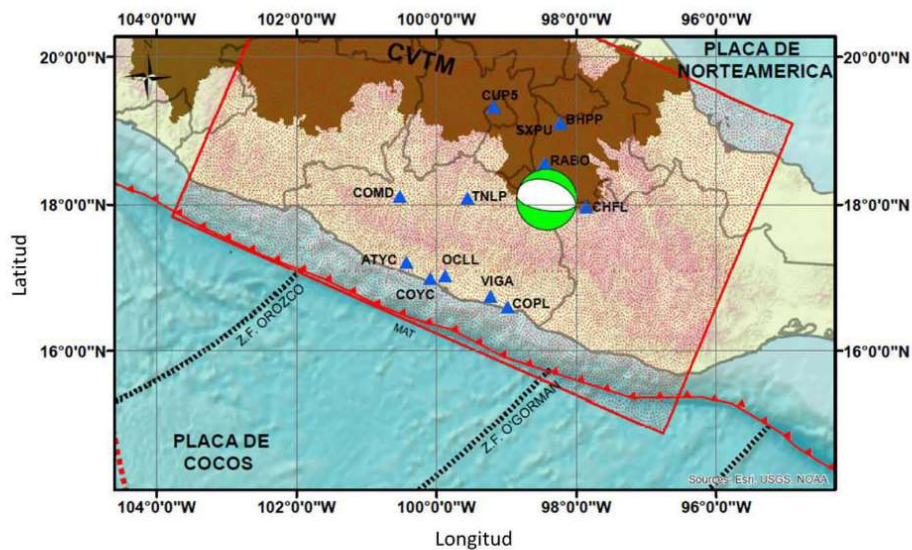 104°0'0"W
102°0'0"W
100°0'0"W
98°0'0"W
96°0'0"W
20°0'0"N
20°0'0"N
N
CVTM
PLACA DE
NORTEAMERICA
CUP5
SXPU
BHPP
RABO
COMD
TNLP
CHFL
18°0'0"N
18°0'0"N
Latitud
ATYC
OCLL
COYC
VIGA
COPL
Z.F. OROZCO
MAT
16°0'0"N
16°0'0"N
Z.F. O'GORMAN
PLACA DE
COCOS
Sources: Esri, USGS, NOAA
104°0'0"W
102°0'0"W
100°0'0"W
98°0'0"W
96°0'0"W
Longitud